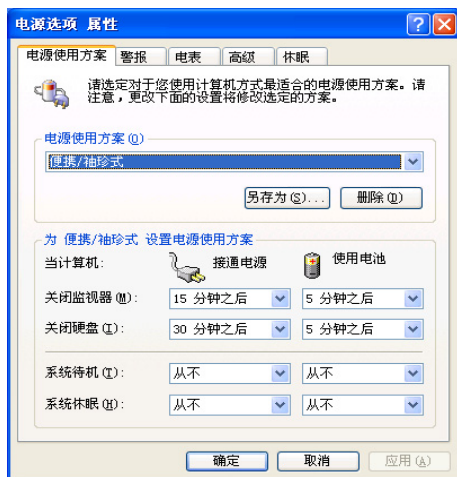 电源选项 属性
电源使用方案 警报 电表 高级 休眠
请选定对于您使用计算机方式最适合的电源使用方案。请
注意，更改下面的设置将修改选定的方案。
电源使用方案(O)
便携/袖珍式
另存为(S)... 删除(D)
为 便携/袖珍式 设置电源使用方案
当计算机: 接通电源 使用电池
关闭监视器(M): 15 分钟之后 5 分钟之后
关闭硬盘(I): 30 分钟之后 5 分钟之后
系统待机(T): 从不 从不
系统休眠(H): 从不 从不
确定 取消 应用(A)